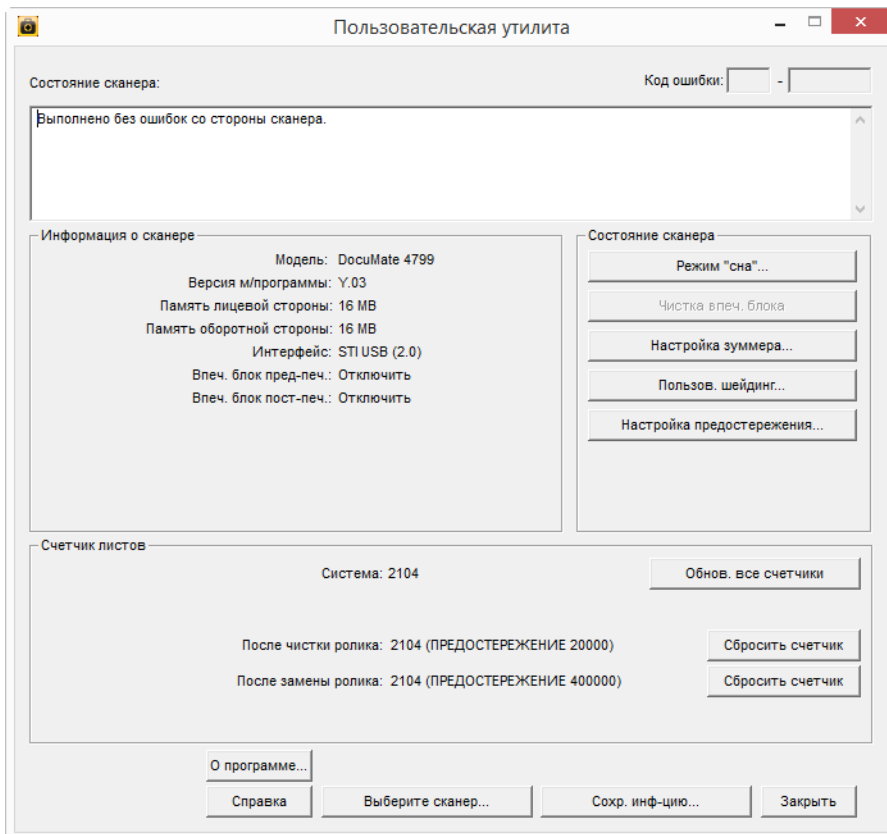 Пользовательская утилита
Состояние сканера:
Код ошибки:
-
Выполнено без ошибок со стороны сканера.
Информация о сканере
Модель: DocuMate 4799
Версия м/программы: Y.03
Память лицевой стороны: 16 MB
Память оборотной стороны: 16 MB
Интерфейс: STI USB (2.0)
Впеч. блок пред-печ.: Отключить
Впеч. блок пост-печ.: Отключить
Состояние сканера
Режим "сна"...
Чистка впеч. блока
Настройка зуммера...
Пользов. шейдинг...
Настройка предостережения...
Счетчик листов
Система: 2104
Обнов. все счетчики
После чистки ролика: 2104 (ПРЕДОСТЕРЕЖЕНИЕ 20000)
Сбросить счетчик
После замены ролика: 2104 (ПРЕДОСТЕРЕЖЕНИЕ 400000)
Сбросить счетчик
О программе...
Справка
Выберите сканер...
Сохр. инф-цию...
Закрыть